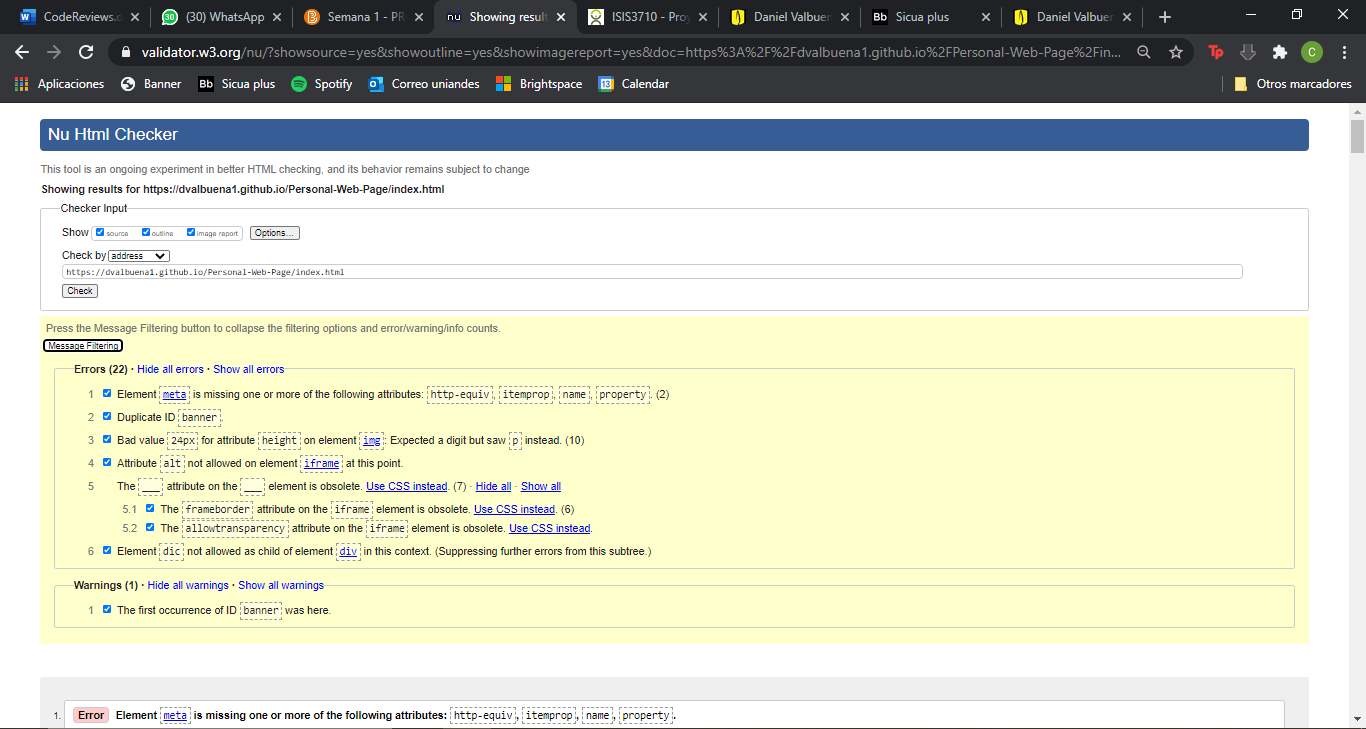 CodeReviews.d
(30) WhatsApp
Semana 1 - PR
nu Showing result
ISIS3710 - Proy
Daniel Valbuen
Bb Sicua plus
Daniel Valbuer
validator.w3.org/nu/?showsource=yes&showoutline=yes&showimagereport=yes&doc=https%3A%2F%2Fdvalbuena1.github.io%2FPersonal-Web-Page%2Fin...
Tp
C
Aplicaciones
Banner
Bb Sicua plus
Spotify
Correo uniandes
Brightspace
13 Calendar
Otros marcadores
Nu Html Checker
This tool is an ongoing experiment in better HTML checking, and its behavior remains subject to change
Showing results for https://dvalbuena1.github.io/Personal-Web-Page/index.html
Checker Input
Show source outline image report Options...
Check by address
https://dvalbuena1.github.io/Personal-Web-Page/index.html
Check
Press the Message Filtering button to collapse the filtering options and error/warning/info counts.
Message Filtering
Errors (22) · Hide all errors · Show all errors
1 Element meta is missing one or more of the following attributes: http-equiv, itemprop, name, property. (2)
2 Duplicate ID banner.
3 Bad value 24px for attribute height on element img: Expected a digit but saw p instead. (10)
4 Attribute alt not allowed on element iframe at this point.
5 The ___ attribute on the ___ element is obsolete. Use CSS instead. (7) · Hide all · Show all
5.1 The frameborder attribute on the iframe element is obsolete. Use CSS instead. (6)
5.2 The allowtransparency attribute on the iframe element is obsolete. Use CSS instead.
6 Element dic not allowed as child of element div in this context. (Suppressing further errors from this subtree.)
Warnings (1) · Hide all warnings · Show all warnings
1 The first occurrence of ID banner was here.
1. Error Element meta is missing one or more of the following attributes: http-equiv, itemprop, name, property.